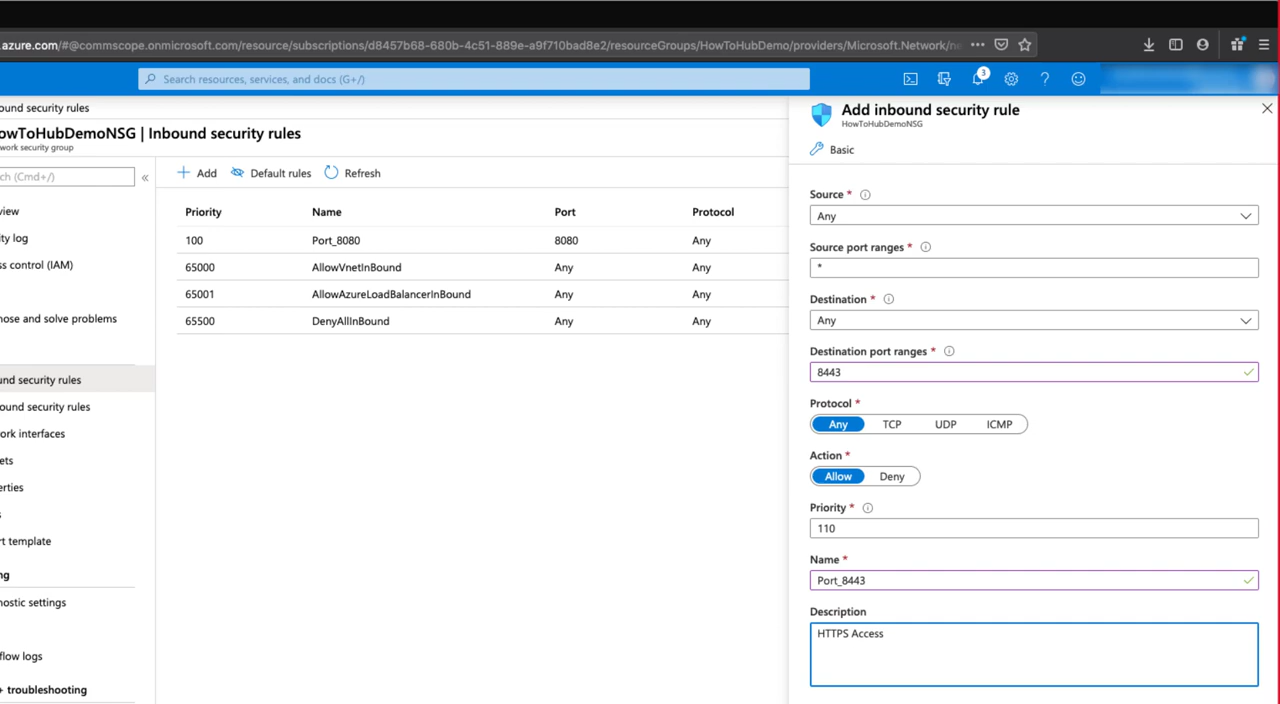 .azure.com/#@commscope.onmicrosoft.com/resource/subscriptions/d8457b68-680b-4c51-889e-a9f710bad8e2/resourceGroups/HowToHubDemo/providers/Microsoft.Network/ne
Search resources, services, and docs (G+/)
3
ound security rules
owToHubDemoNSG | Inbound security rules
work security group
rch (Cmd+/)
«
view
ity log
ess control (IAM)
nose and solve problems
und security rules
ound security rules
ork interfaces
ets
erties
s
rt template
ng
nostic settings
flow logs
+ troubleshooting
Add
Default rules
Refresh
Priority Name Port Protocol
100 Port_8080 8080 Any
65000 AllowVnetInBound Any Any
65001 AllowAzureLoadBalancerInBound Any Any
65500 DenyAllInBound Any Any
Add inbound security rule
HowToHubDemoNSG
Basic
Source *
Any
Source port ranges *
*
Destination *
Any
Destination port ranges *
8443
Protocol *
Any TCP UDP ICMP
Action *
Allow Deny
Priority *
110
Name *
Port_8443
Description
HTTPS Access